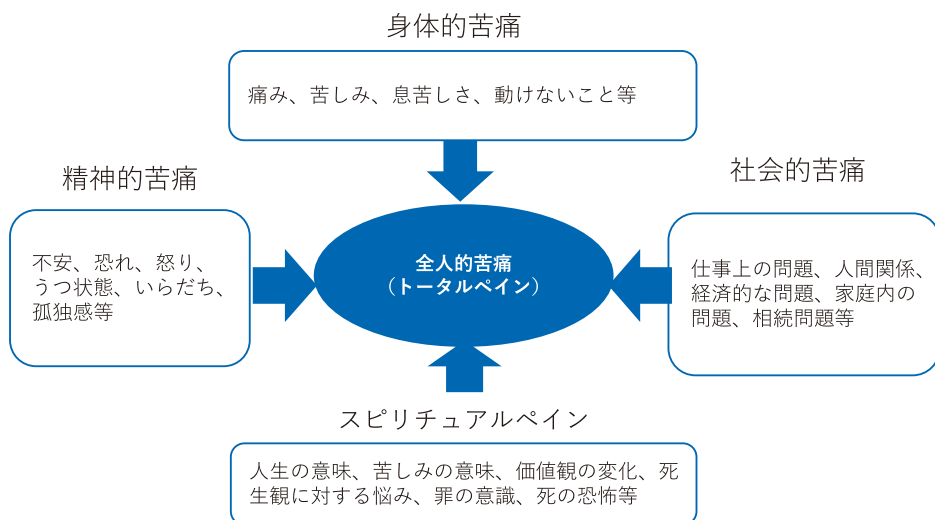 身体的苦痛
痛み、苦しみ、息苦しさ、動けないこと等
精神的苦痛
不安、恐れ、怒り、
うつ状態、いらだち、
孤独感等
社会的苦痛
仕事上の問題、人間関係、
経済的な問題、家庭内の
問題、相続問題等
全人的苦痛
（トータルペイン）
スピリチュアルペイン
人生の意味、苦しみの意味、価値観の変化、死
生観に対する悩み、罪の意識、死の恐怖等